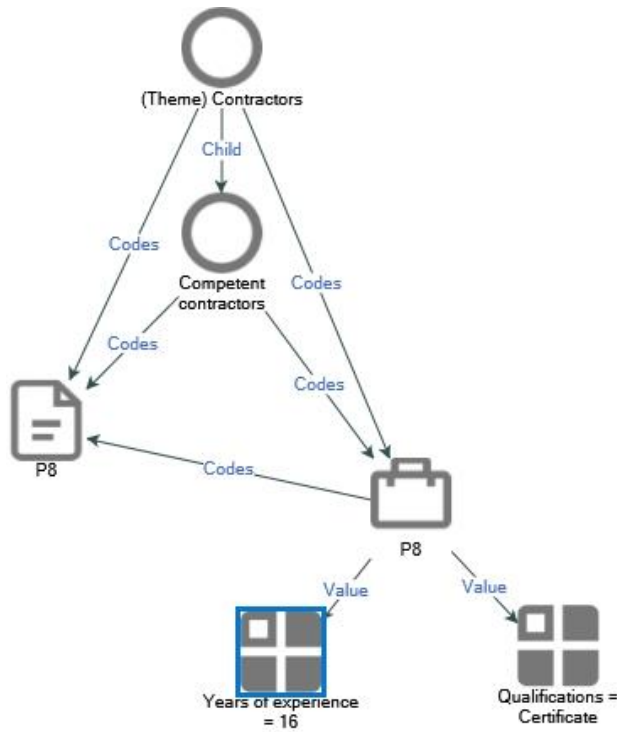 (Theme) Contractors
Child
Codes
Competent
contractors
Codes
Codes
Codes
P8
Codes
P8
Value
Value
Years of experience
= 16
Qualifications =
Certificate